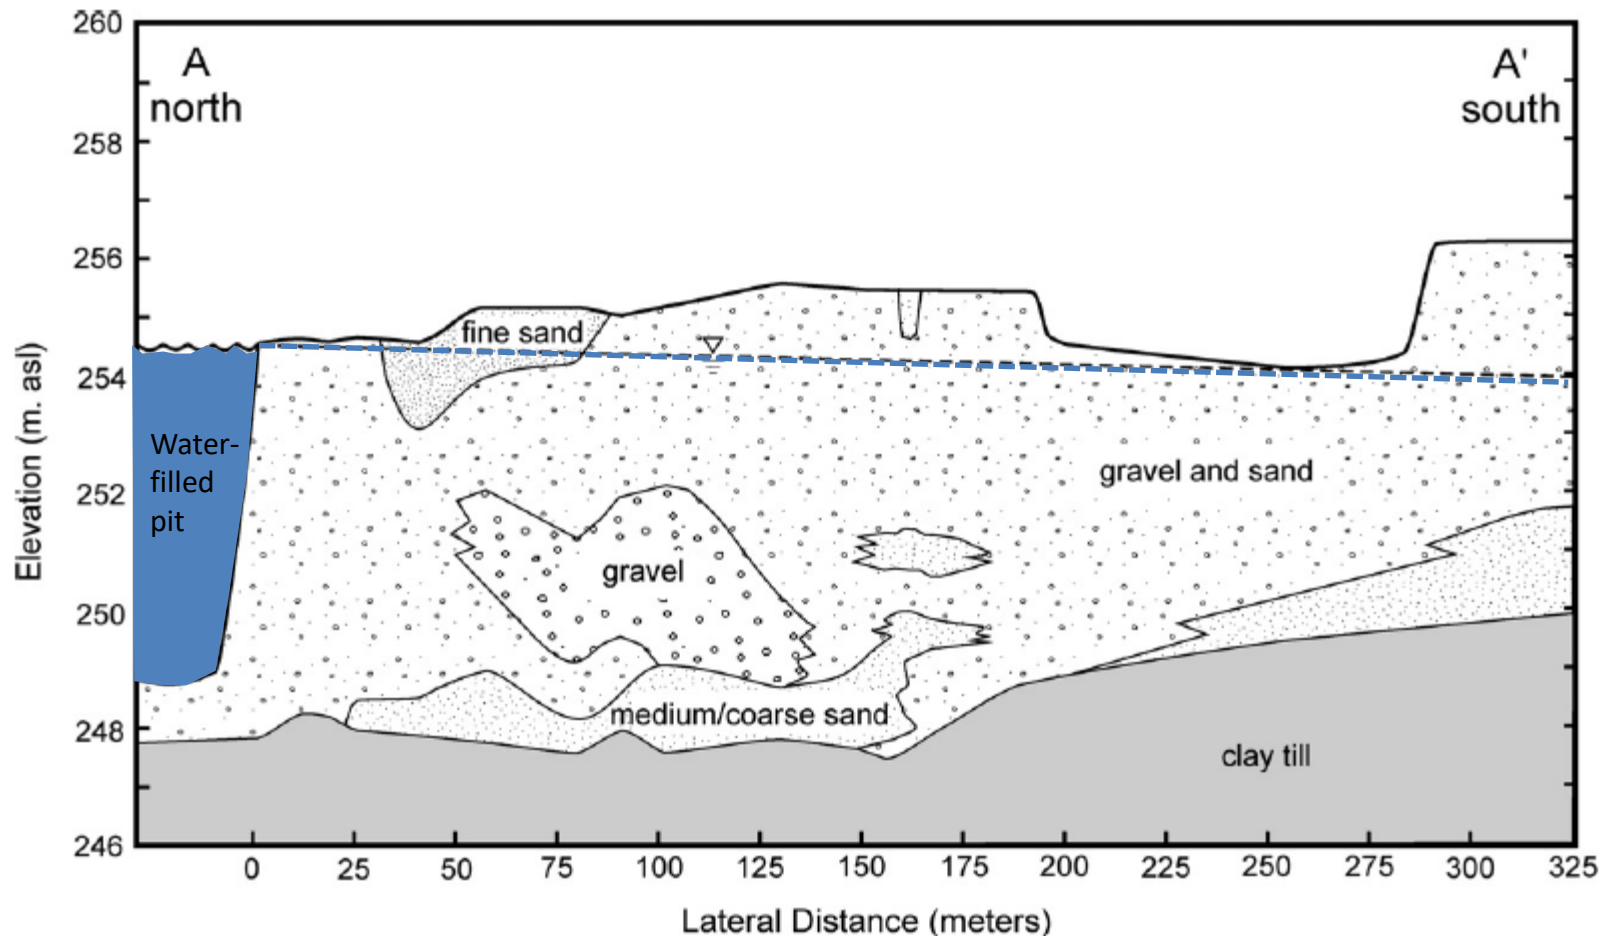 260
A
north
A'
south
258
256
fine sand
254
Water-
filled
pit
252
gravel and sand
gravel
250
medium/coarse sand
248
clay till
246
0 25 50 75 100 125 150 175 200 225 250 275 300 325
Elevation (m. asl)
Lateral Distance (meters)